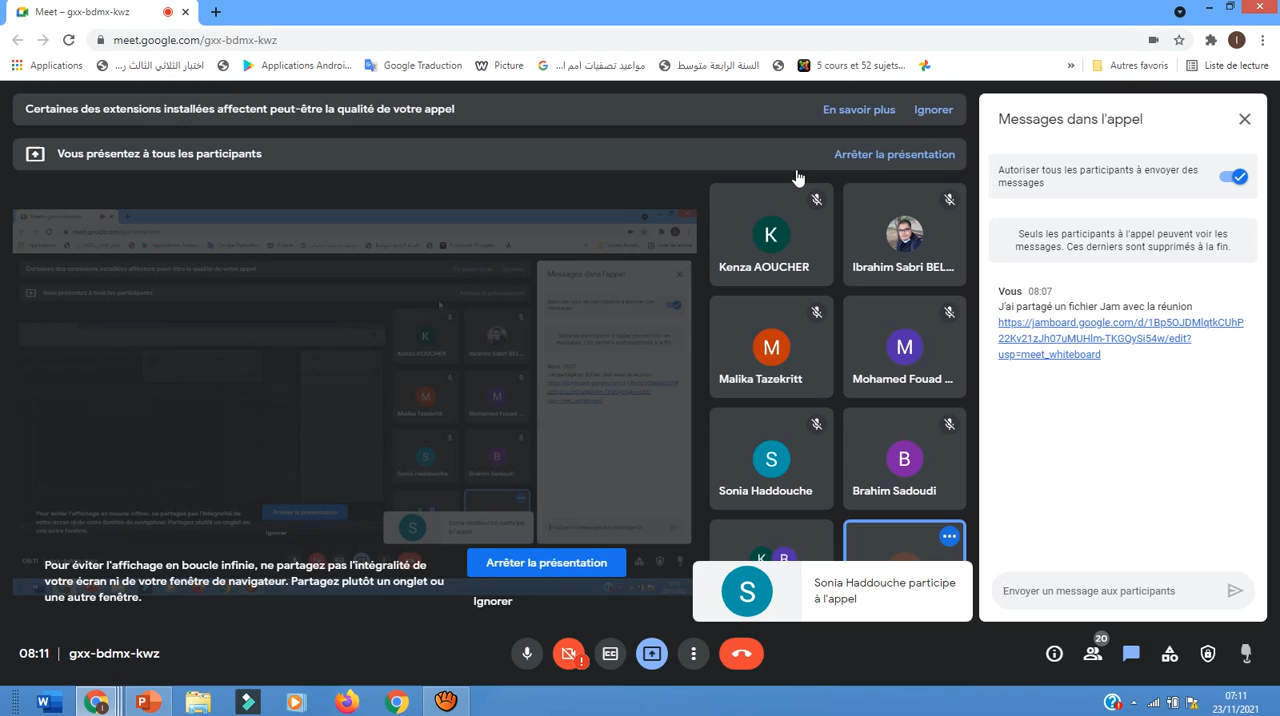 Meet – gxx-bdmx-kwz
meet.google.com/gxx-bdmx-kwz
Applications
اختبار الثلاثي الثالث ر...
Applications Androi...
Google Traduction
Picture
مواعيد تصفيات امم ا...
السنة الرابعة متوسط
5 cours et 52 sujets...
»
Autres favoris
Liste de lecture
Certaines des extensions installées affectent peut-être la qualité de votre appel
En savoir plus
Ignorer
Vous présentez à tous les participants
Arrêter la présentation
K
Kenza AOUCHER
Ibrahim Sabri BEL...
M
Malika Tazekritt
M
Mohamed Fouad ...
S
Sonia Haddouche
B
Brahim Sadoudi
K
B
Pour éviter l'affichage en boucle infinie, ne partagez pas l'intégralité de
votre écran ni de votre fenêtre de navigateur. Partagez plutôt un onglet ou
une autre fenêtre.
Arrêter la présentation
Ignorer
S
Sonia Haddouche participe
à l'appel
Messages dans l'appel
Autoriser tous les participants à envoyer des
messages
Seuls les participants à l'appel peuvent voir les
messages. Ces derniers sont supprimés à la fin.
Vous 08:07
J'ai partagé un fichier Jam avec la réunion
https://jamboard.google.com/d/1Bp5OJDMlqtkCUhP
22Kv21zJh07uMUHlm-TKGQySi54w/edit?
usp=meet_whiteboard
Envoyer un message aux participants
08:11 | gxx-bdmx-kwz
20
07:11
23/11/2021